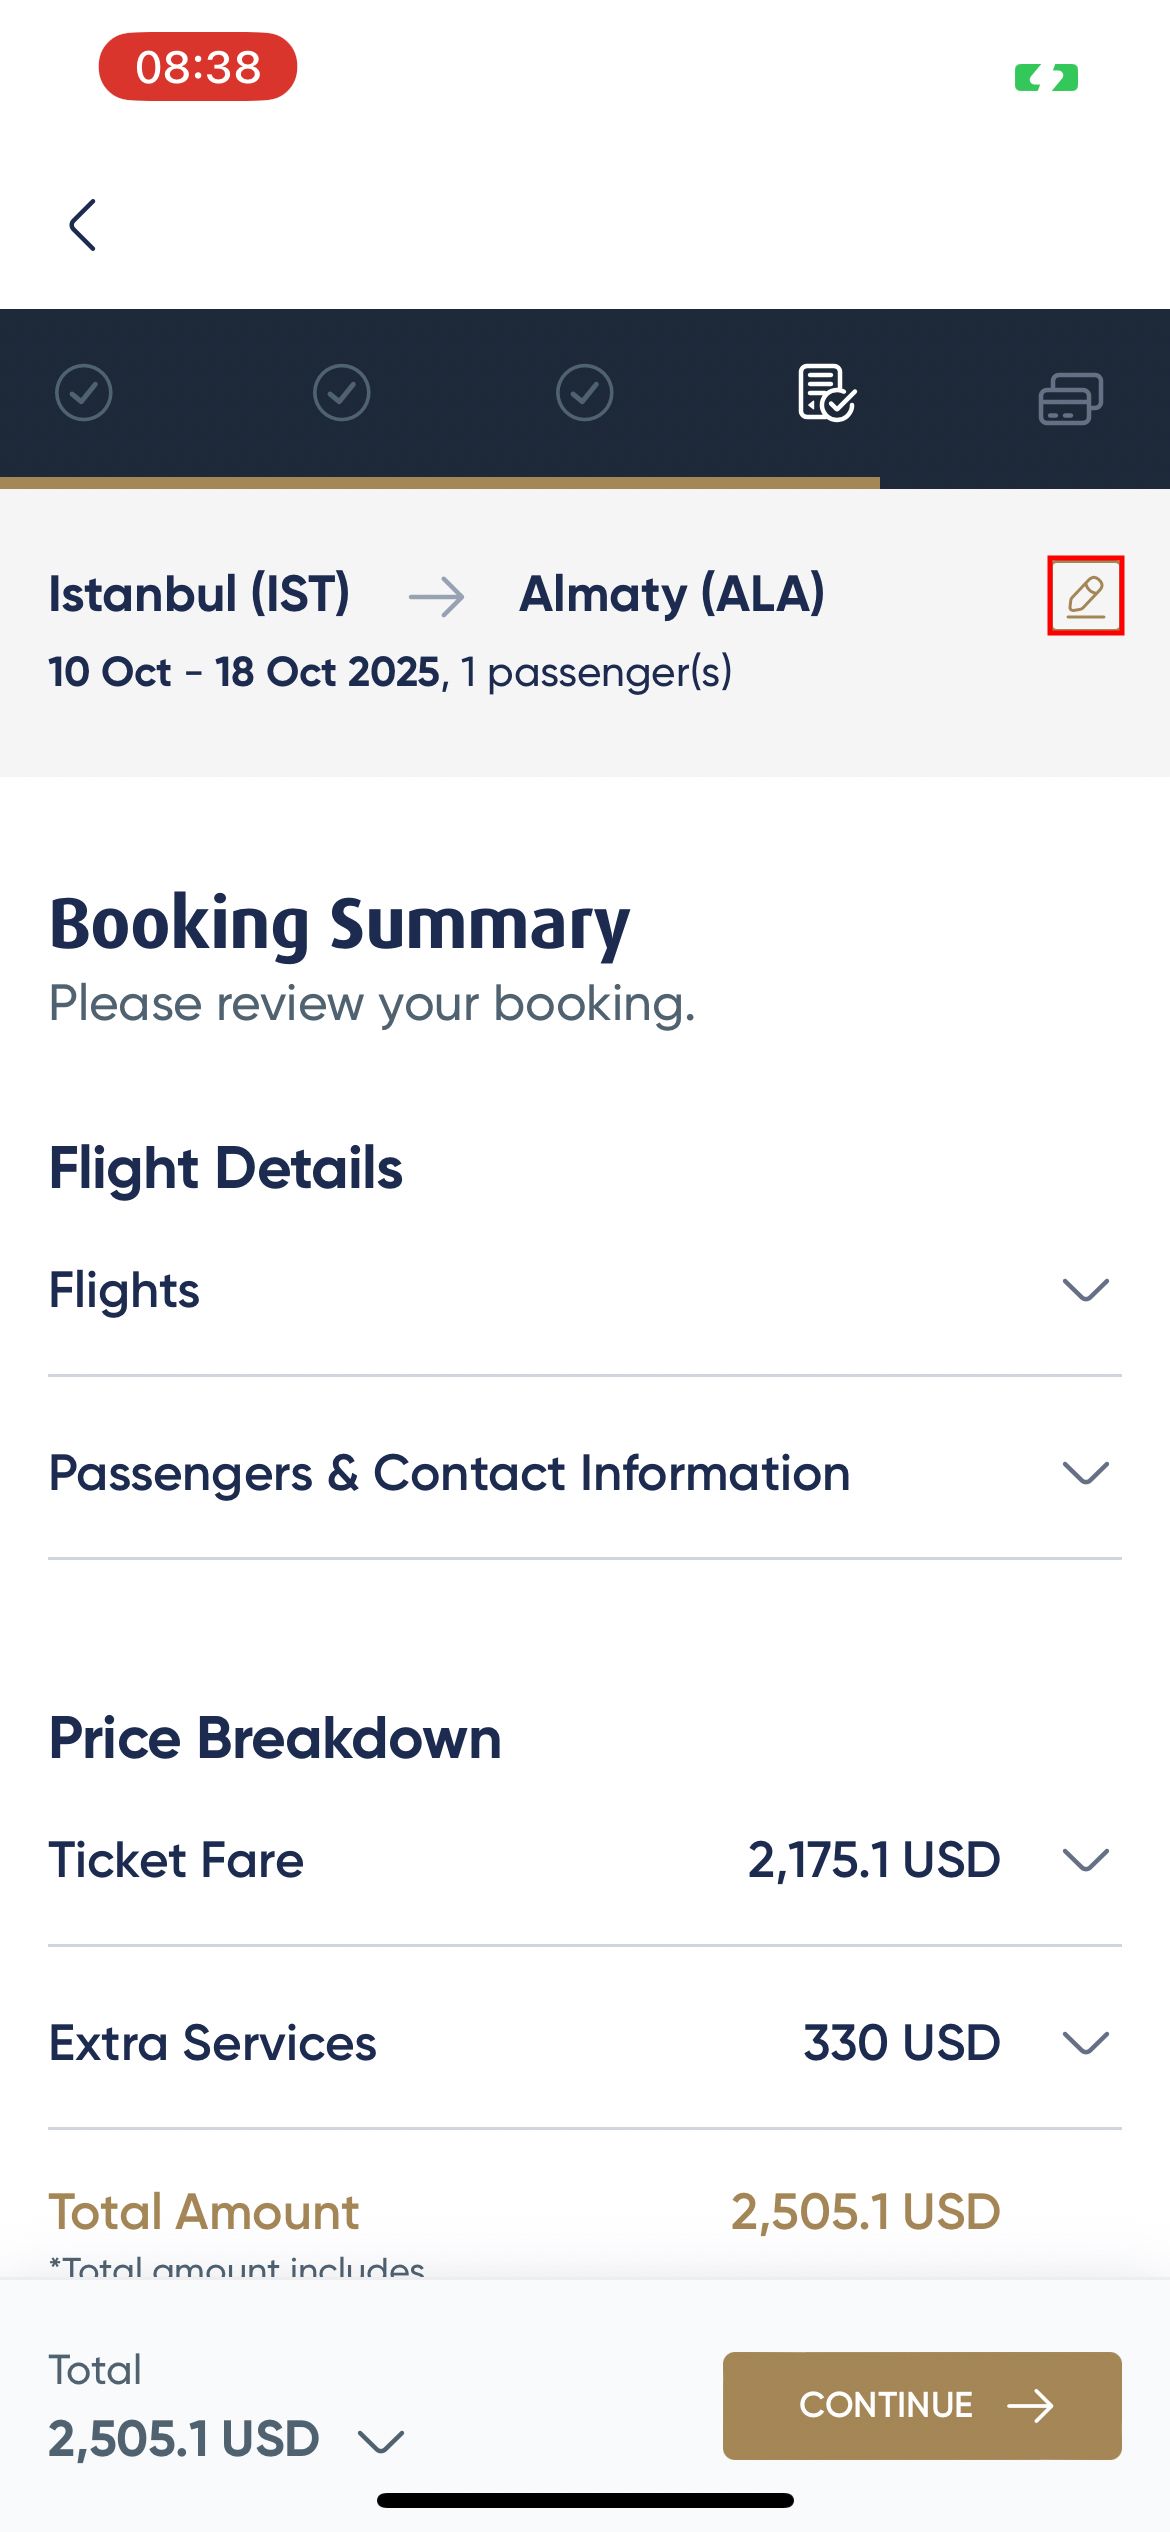 08:38
Istanbul (IST) Almaty (ALA)
10 Oct - 18 Oct 2025, 1 passenger(s)
Booking Summary
Please review your booking.
Flight Details
Flights
Passengers & Contact Information
Price Breakdown
Ticket Fare 2,175.1 USD
Extra Services 330 USD
Total Amount 2,505.1 USD
*Total amount includes
Total
2,505.1 USD
CONTINUE